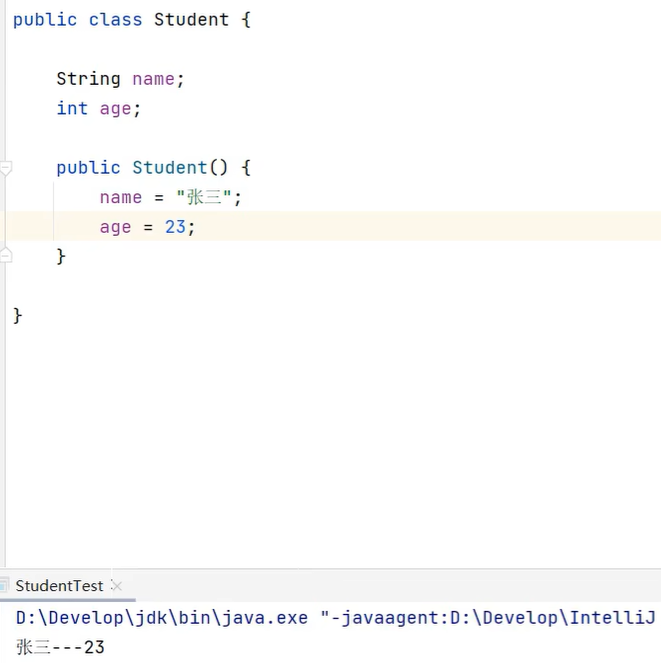 public class Student {
String name;
int age;
public Student() {
name = "张三";
age = 23;
}
}
StudentTest
D:\Develop\jdk\bin\java.exe "-javaagent:D:\Develop\IntelliJ
张三---23